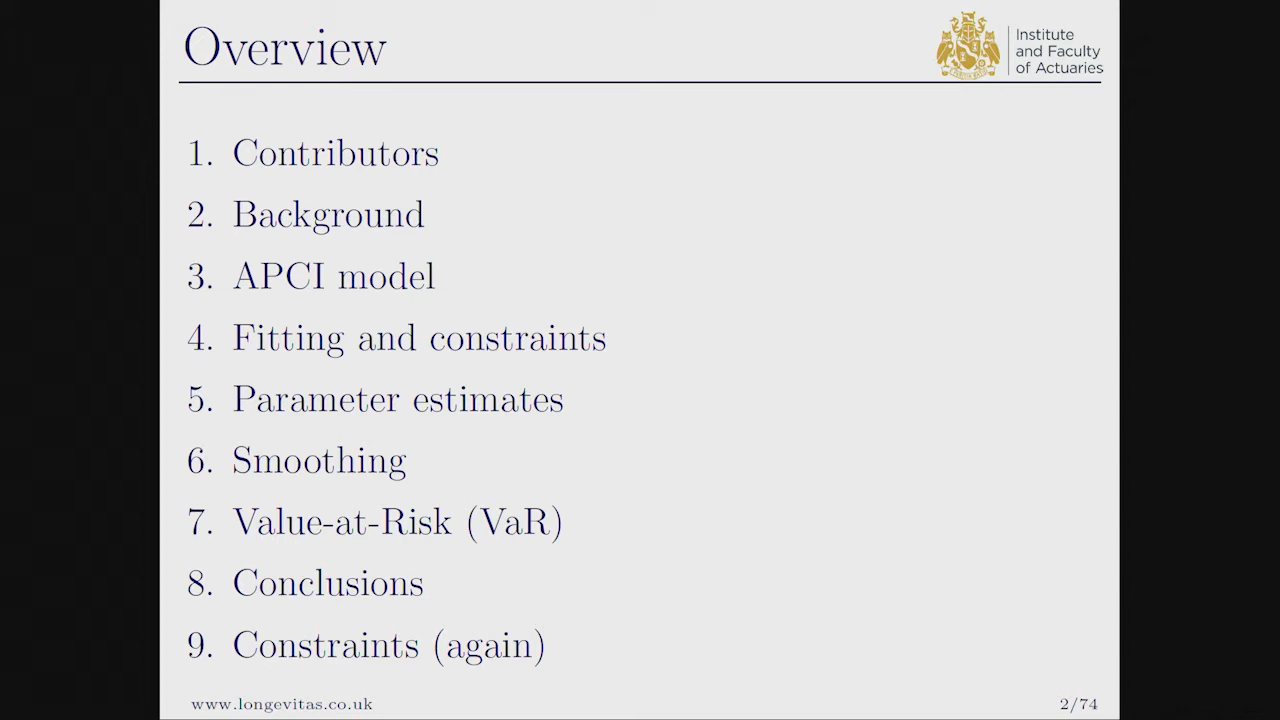 Overview
Institute
and Faculty
of Actuaries
1. Contributors
2. Background
3. APCI model
4. Fitting and constraints
5. Parameter estimates
6. Smoothing
7. Value-at-Risk (VaR)
8. Conclusions
9. Constraints (again)
www.longevitas.co.uk
2/74